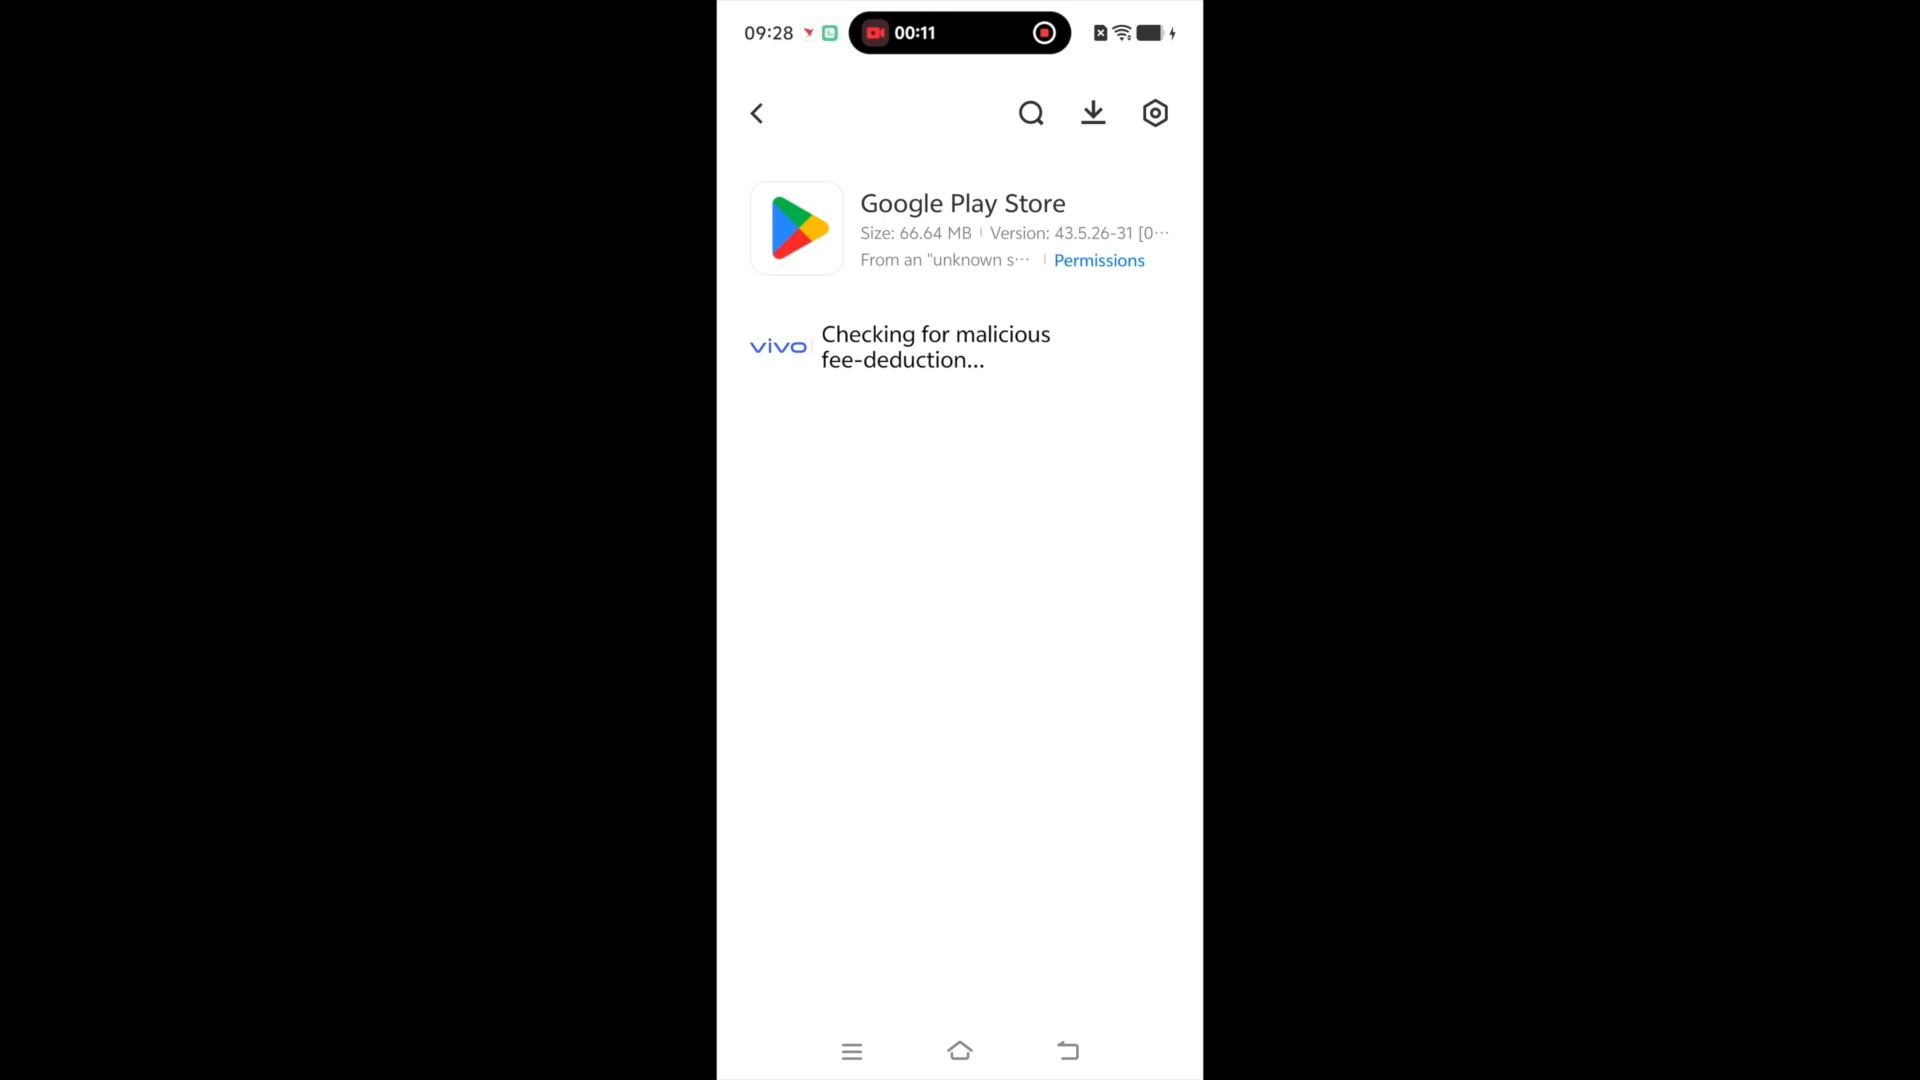 09:28
00:11
Google Play Store
Size: 66.64 MB | Version: 43.5.26-31 [0···
From an "unknown s··· | Permissions
vivo
Checking for malicious
fee-deduction...